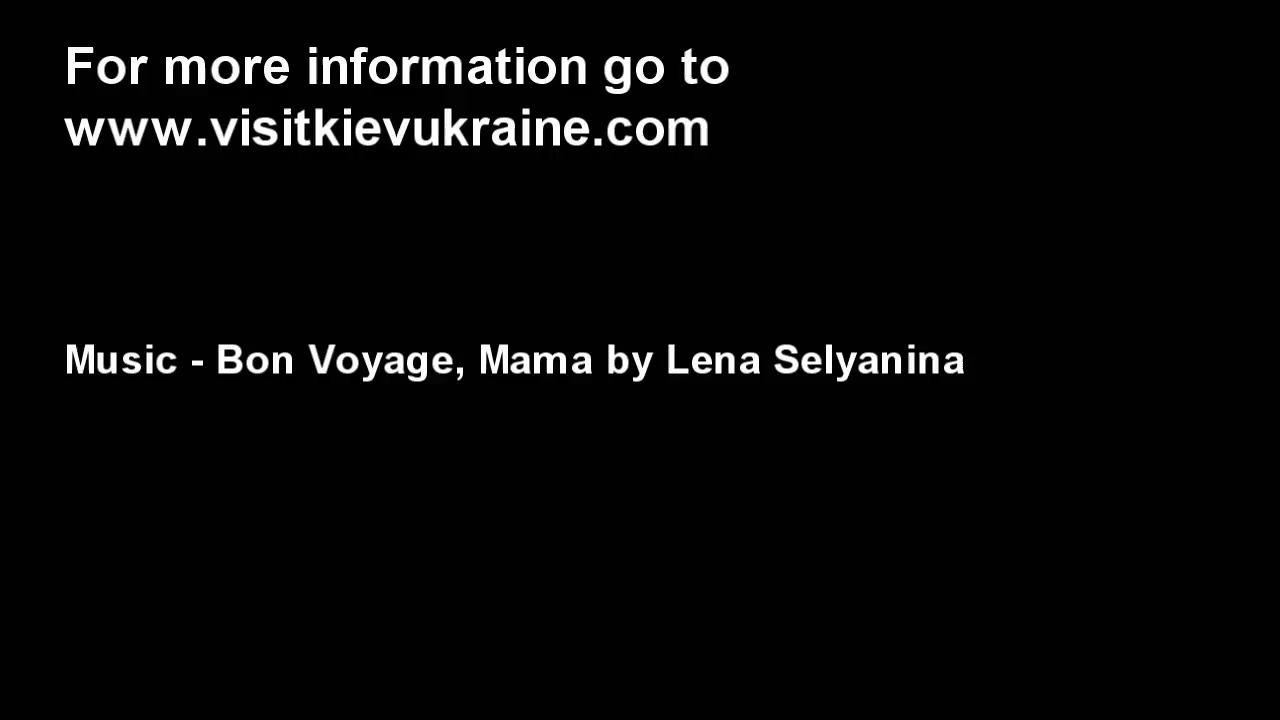 For more information go to
www.visitkievukraine.com
Music - Bon Voyage, Mama by Lena Selyanina